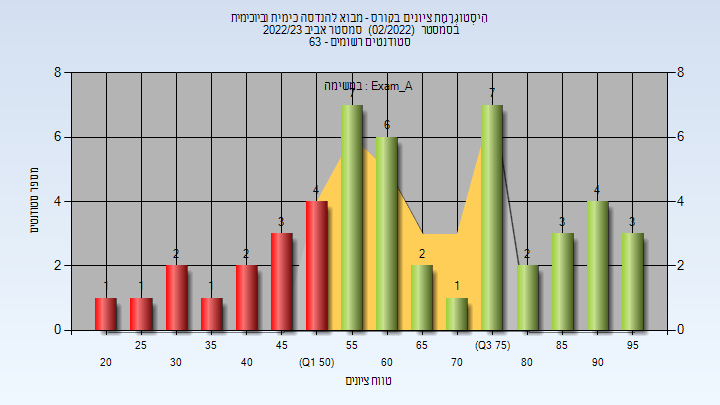 היסטוגרמת ציונים בקורס - מבוא להנדסה כימית וביוכימית
בסמסטר (02/2022) סמסטר אביב 2022/23
סטודנטים רשומים - 63
במשימה : Exam_A
מספר סטודנטים
8 8
6 6
4 4
2 2
0 0
1 1 2 1 2 3 4 7 6 2 1 7 2 3 4 3
25 35 45 55 65 (Q3 75) 85 95
20 30 40 (Q1 50) 60 70 80 90
טווח ציונים